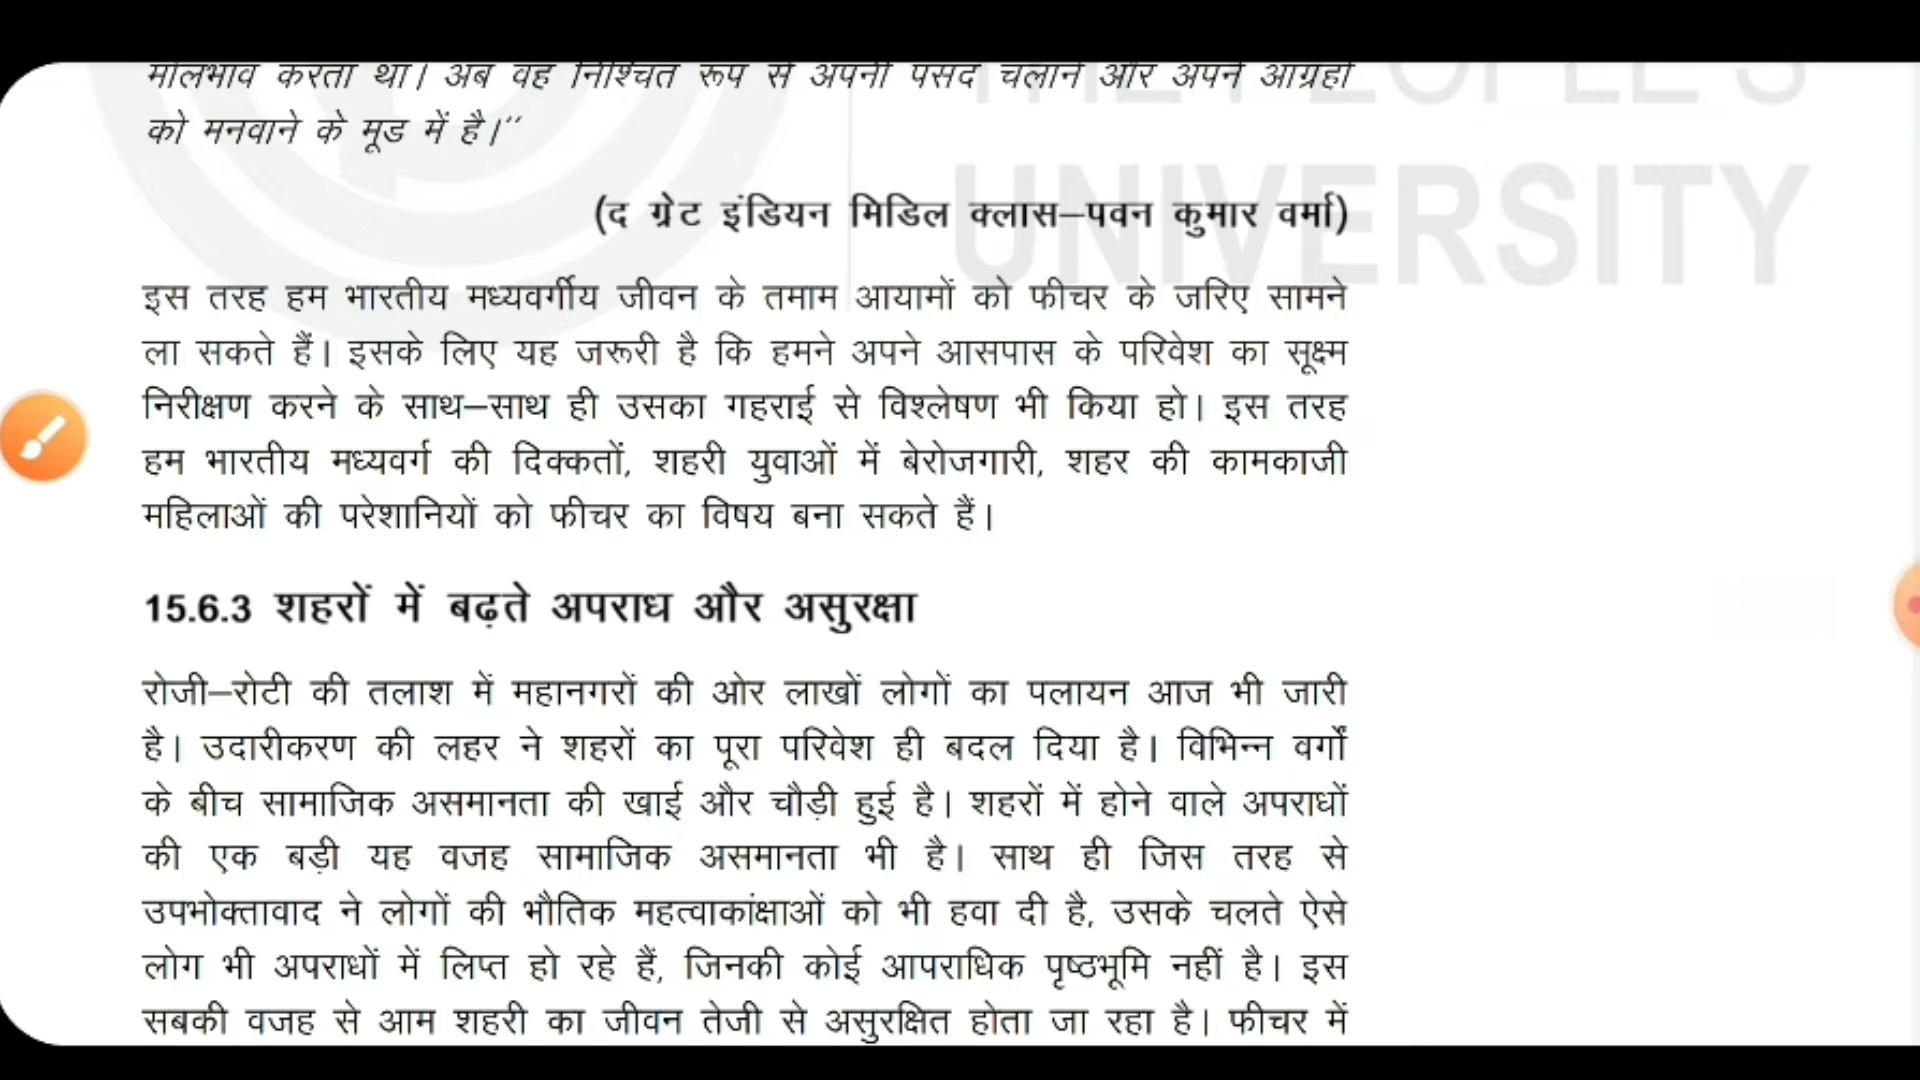 मोलभाव करता था। अब वह निश्चित रूप से अपनी पसंद चलाने और अपने आग्रहों
को मनवाने के मूड में है।"
THE PEOPLE'S
UNIVERSITY
(द ग्रेट इंडियन मिडिल क्लास–पवन कुमार वर्मा)
इस तरह हम भारतीय मध्यवर्गीय जीवन के तमाम आयामों को फीचर के जरिए सामने
ला सकते हैं। इसके लिए यह जरूरी है कि हमने अपने आसपास के परिवेश का सूक्ष्म
निरीक्षण करने के साथ–साथ ही उसका गहराई से विश्लेषण भी किया हो। इस तरह
हम भारतीय मध्यवर्ग की दिक्कतों, शहरी युवाओं में बेरोजगारी, शहर की कामकाजी
महिलाओं की परेशानियों को फीचर का विषय बना सकते हैं।
15.6.3 शहरों में बढ़ते अपराध और असुरक्षा
रोजी–रोटी की तलाश में महानगरों की ओर लाखों लोगों का पलायन आज भी जारी
है। उदारीकरण की लहर ने शहरों का पूरा परिवेश ही बदल दिया है। विभिन्न वर्गों
के बीच सामाजिक असमानता की खाई और चौड़ी हुई है। शहरों में होने वाले अपराधों
की एक बड़ी यह वजह सामाजिक असमानता भी है। साथ ही जिस तरह से
उपभोक्तावाद ने लोगों की भौतिक महत्वाकांक्षाओं को भी हवा दी है, उसके चलते ऐसे
लोग भी अपराधों में लिप्त हो रहे हैं, जिनकी कोई आपराधिक पृष्ठभूमि नहीं है। इस
सबकी वजह से आम शहरी का जीवन तेजी से असुरक्षित होता जा रहा है। फीचर में